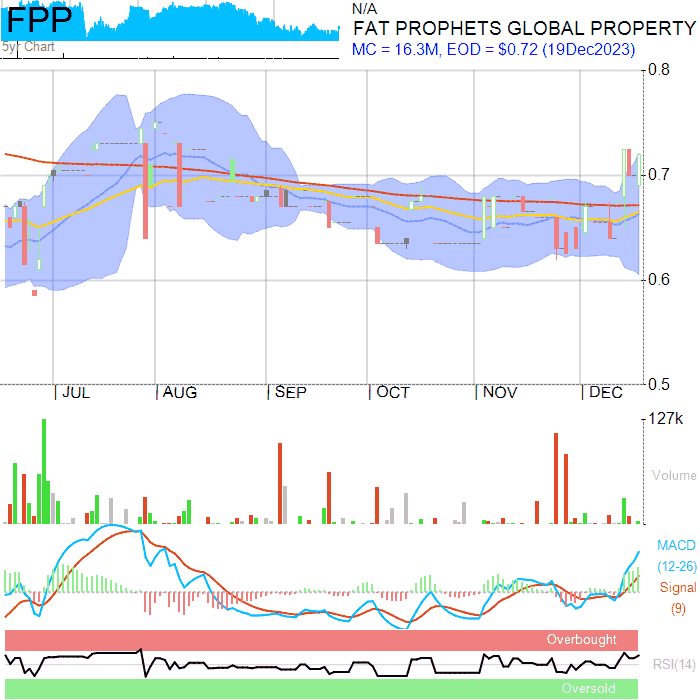 FPP
N/A
FAT PROPHETS GLOBAL PROPERTY
5yr Chart
MC = 16.3M, EOD = $0.72 (19Dec2023)
0.8
0.7
0.6
0.5
JUL AUG SEP OCT NOV DEC
127k
Volume
MACD
(12-26)
Signal
(9)
Overbought
RSI(14)
Oversold